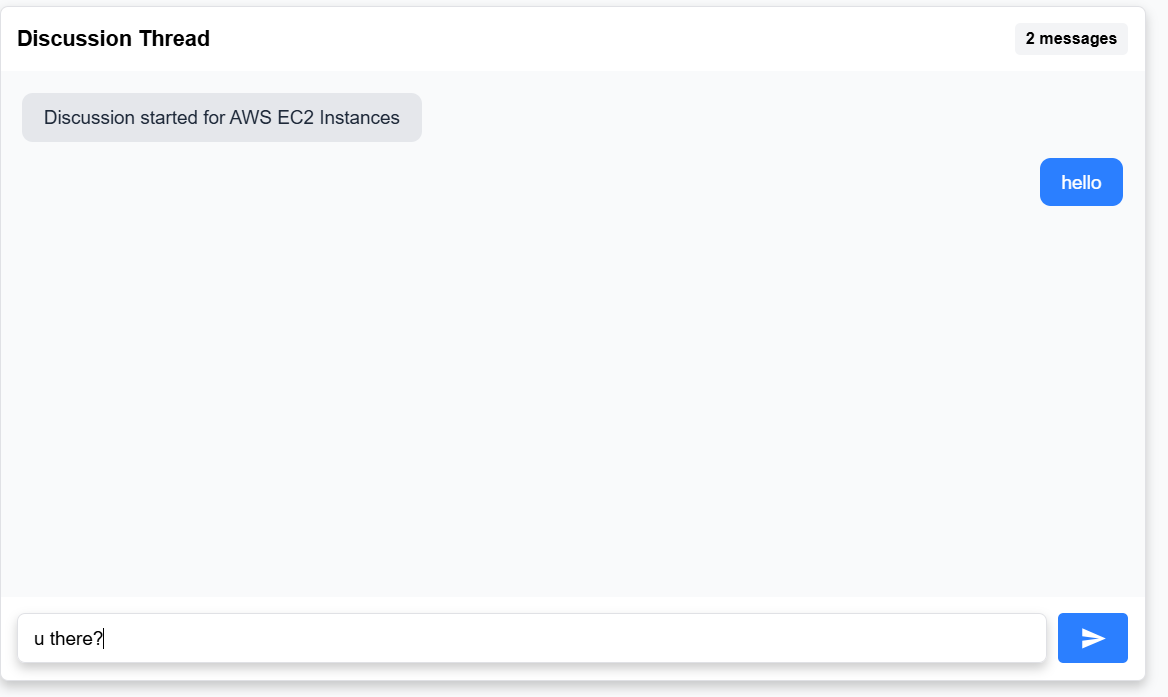 Discussion Thread
2 messages
Discussion started for AWS EC2 Instances
hello
u there?